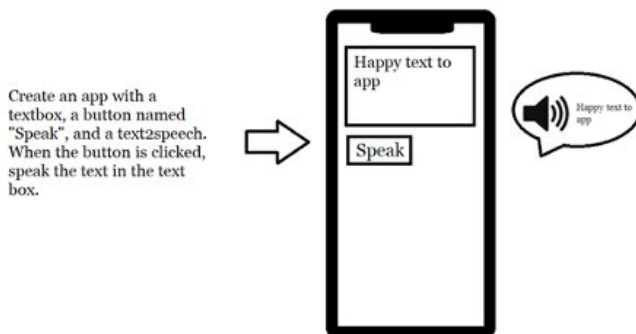 Create an app with a
textbox, a button named
"Speak", and a text2speech.
When the button is clicked,
speak the text in the text
box.
Happy text to
app
Speak
Happy text to
app